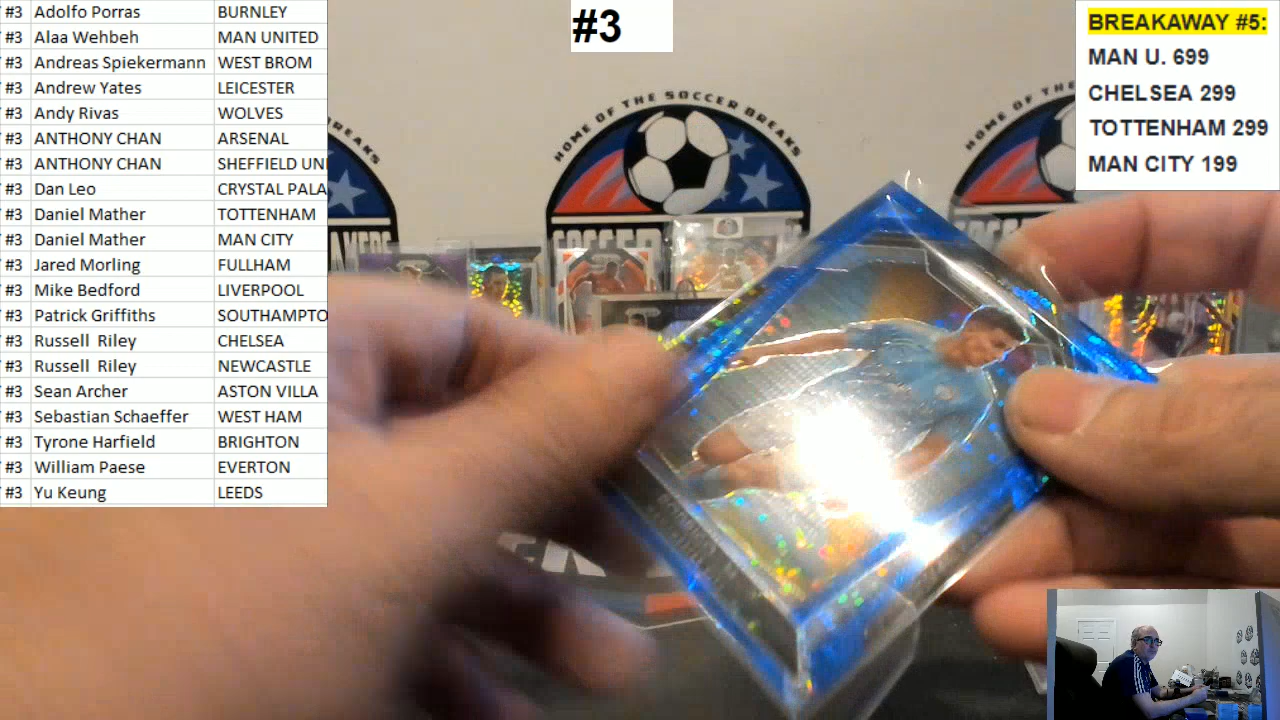 #3 Adolfo Porras BURNLEY
#3 Alaa Wehbeh MAN UNITED
#3 Andreas Spiekermann WEST BROM
#3 Andrew Yates LEICESTER
#3 Andy Rivas WOLVES
#3 ANTHONY CHAN ARSENAL
#3 ANTHONY CHAN SHEFFIELD UNI
#3 Dan Leo CRYSTAL PALA
#3 Daniel Mather TOTTENHAM
#3 Daniel Mather MAN CITY
#3 Jared Morling FULLHAM
#3 Mike Bedford LIVERPOOL
#3 Patrick Griffiths SOUTHAMPTO
#3 Russell Riley CHELSEA
#3 Russell Riley NEWCASTLE
#3 Sean Archer ASTON VILLA
#3 Sebastian Schaeffer WEST HAM
#3 Tyrone Harfield BRIGHTON
#3 William Paese EVERTON
#3 Yu Keung LEEDS
#3
BREAKAWAY #5:
MAN U. 699
CHELSEA 299
TOTTENHAM 299
MAN CITY 199
HOME OF THE SOCCER BREAKS
SOCCER
REAKS
HOME OF THE